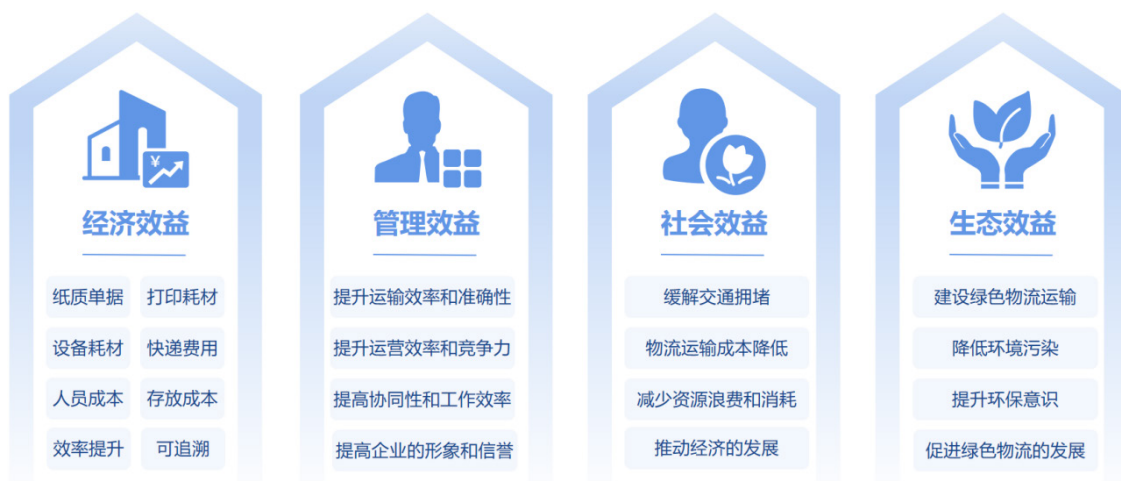 经济效益
纸质单据 打印耗材
设备耗材 快递费用
人员成本 存放成本
效率提升 可追溯
管理效益
提升运输效率和准确性
提升运营效率和竞争力
提高协同性和工作效率
提高企业的形象和信誉
社会效益
缓解交通拥堵
物流运输成本降低
减少资源浪费和消耗
推动经济的发展
生态效益
建设绿色物流运输
降低环境污染
提升环保意识
促进绿色物流的发展
¥